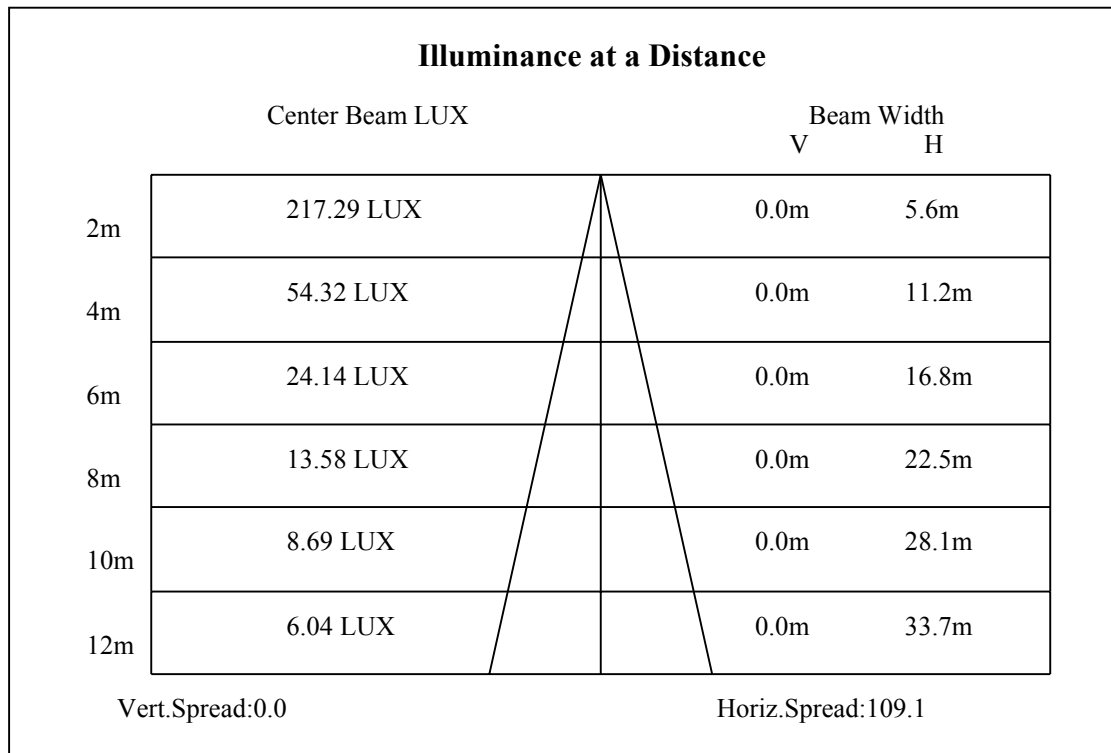 Illuminance at a Distance
Center Beam LUX Beam Width
V H
217.29 LUX 0.0m 5.6m
2m
54.32 LUX 0.0m 11.2m
4m
24.14 LUX 0.0m 16.8m
6m
13.58 LUX 0.0m 22.5m
8m
8.69 LUX 0.0m 28.1m
10m
6.04 LUX 0.0m 33.7m
12m
Vert.Spread:0.0 Horiz.Spread:109.1